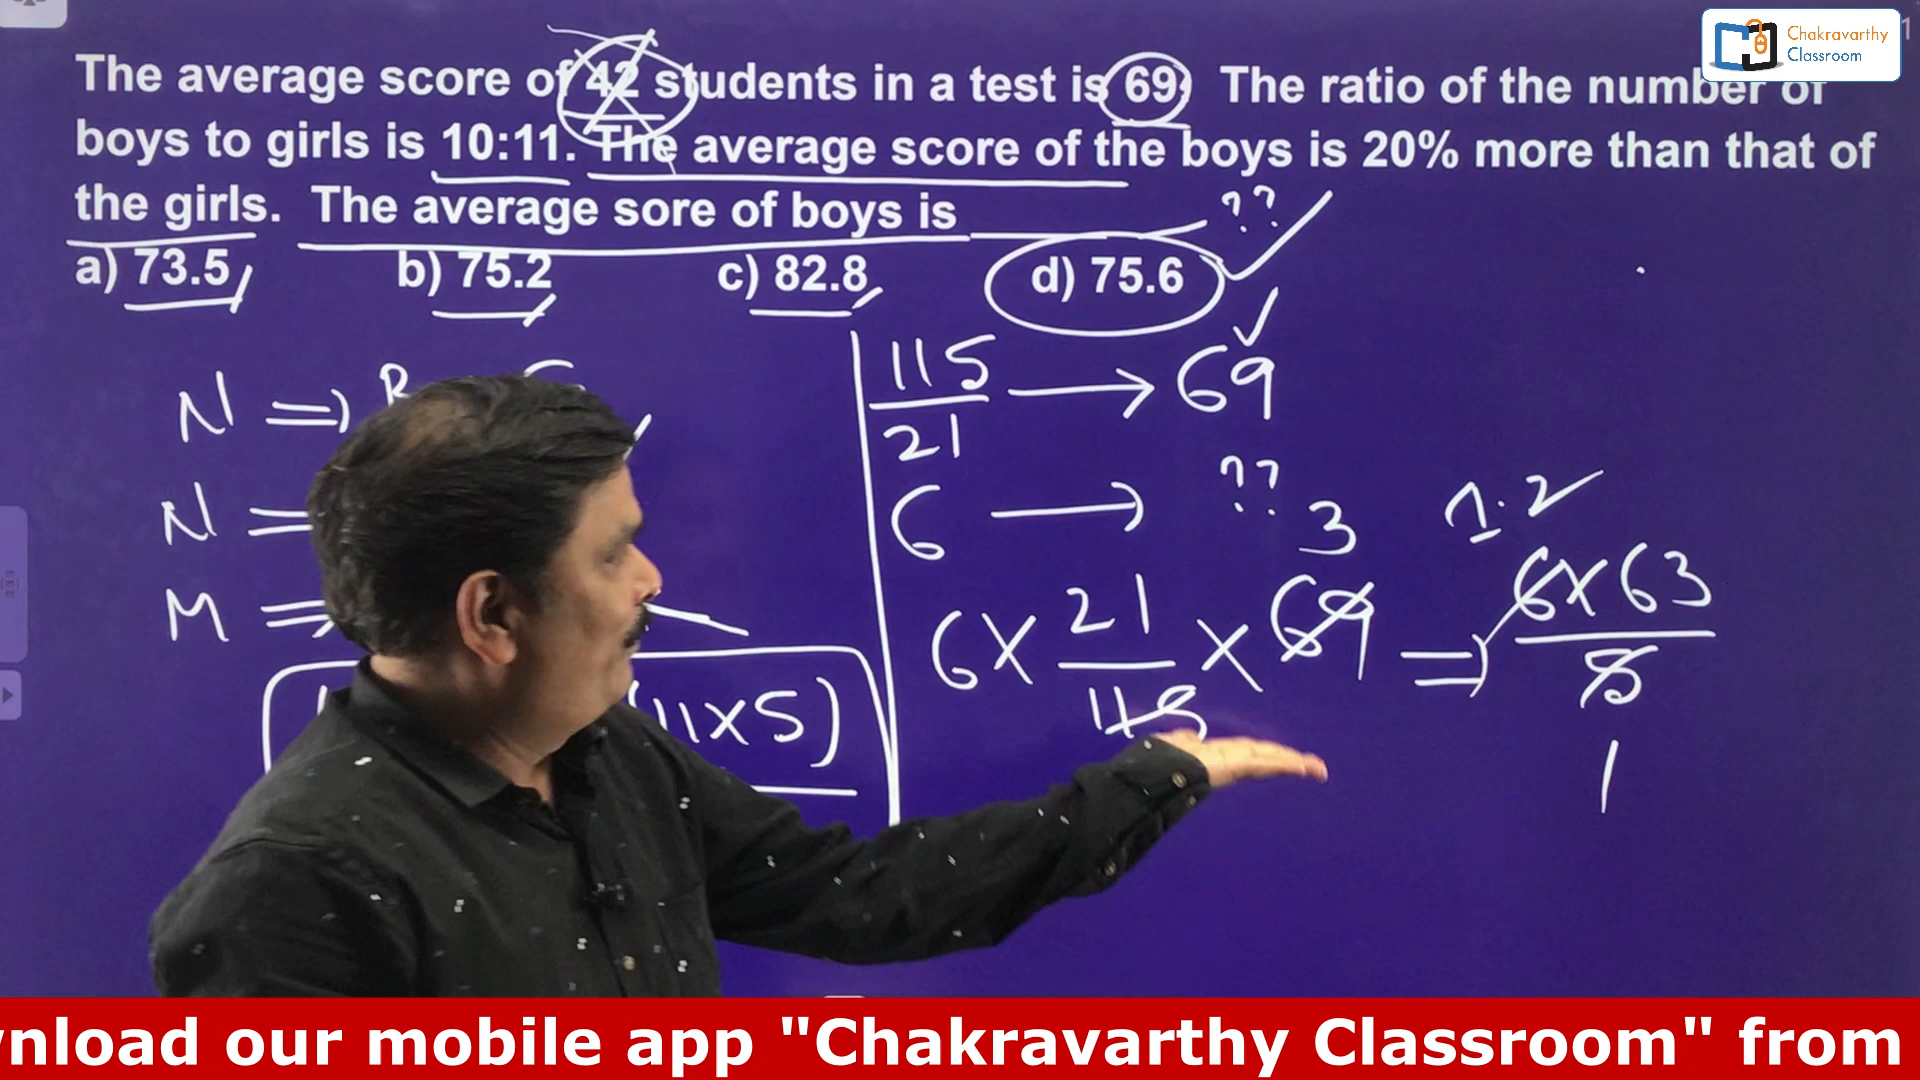 Chakravarthy
Classroom
The average score of 42 students in a test is 69. The ratio of the number of
boys to girls is 10:11. The average score of the boys is 20% more than that of
the girls. The average sore of boys is ??
a) 73.5 b) 75.2 c) 82.8 d) 75.6
N ⇒
N =
M ⇒
(11x5)
115/21 → 69
6 → ??
3 1.2
6 x 21/115 x 69 ⇒ 6x63/5
1
wnload our mobile app "Chakravarthy Classroom" from